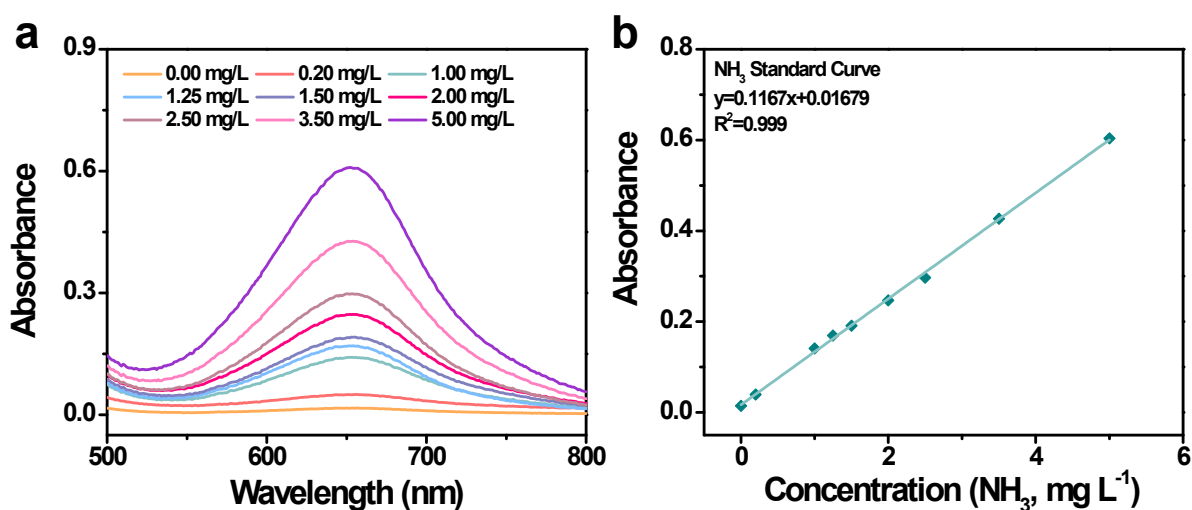 a
0.9
0.6
0.3
0.0
Absorbance
0.00 mg/L 0.20 mg/L 1.00 mg/L
1.25 mg/L 1.50 mg/L 2.00 mg/L
2.50 mg/L 3.50 mg/L 5.00 mg/L
500 600 700 800
Wavelength (nm)
b
0.8
0.6
0.4
0.2
0.0
Absorbance
NH₃ Standard Curve
y=0.1167x+0.01679
R²=0.999
0 2 4 6
Concentration (NH₃, mg L⁻¹)